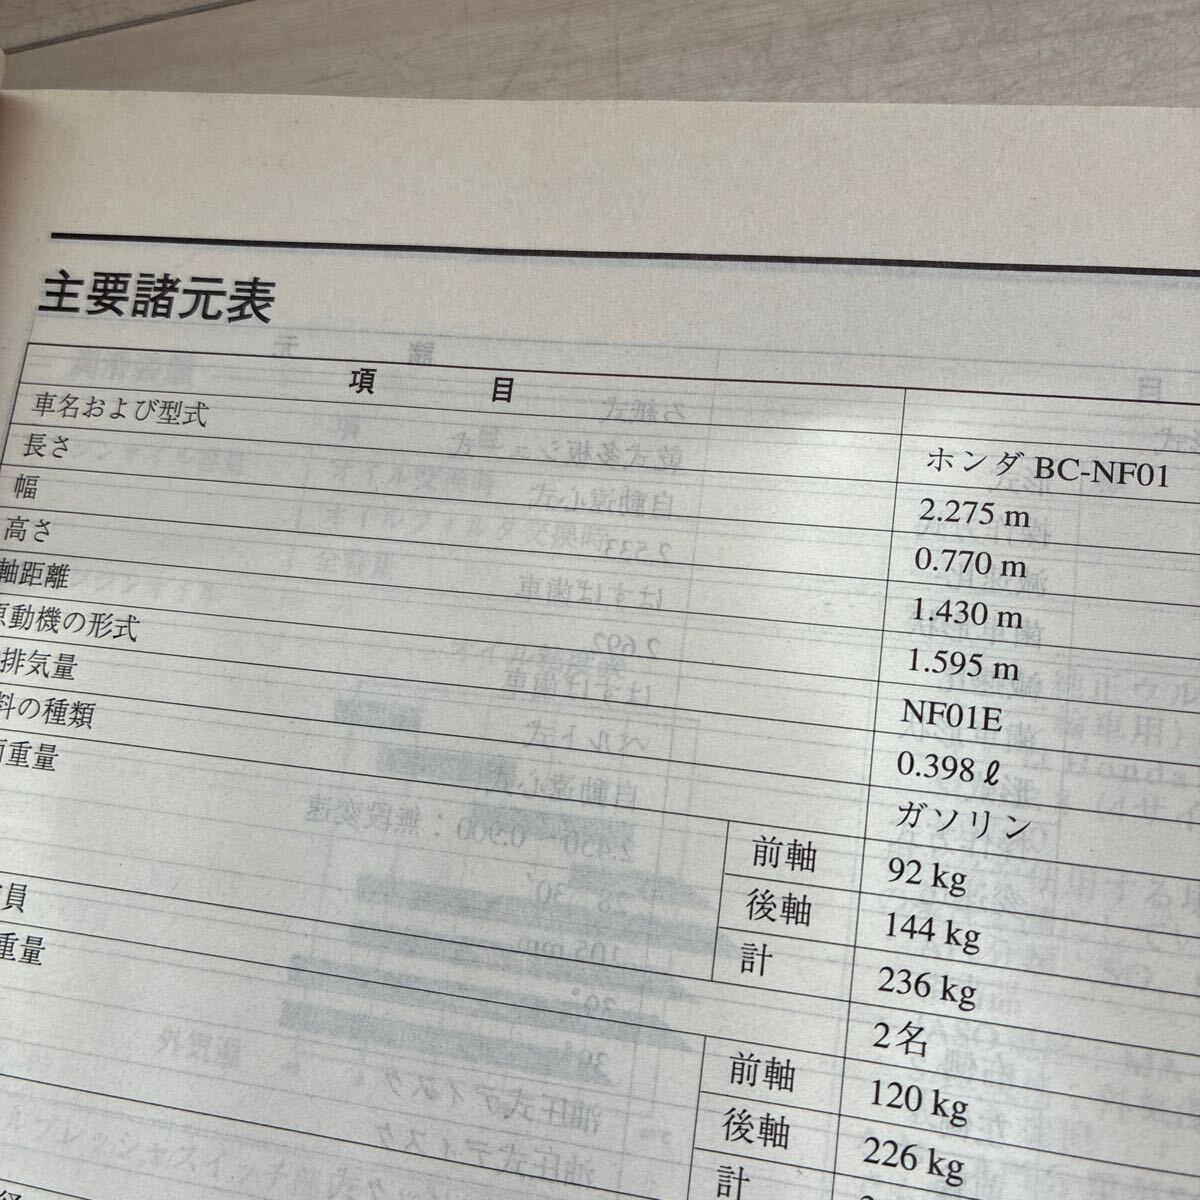 主要諸元表
項 目
車名および型式 ホンダ BC-NF01
長さ 2.275 m
幅 0.770 m
高さ 1.430 m
軸距離 1.595 m
原動機の形式 NF01E
排気量 0.398 ℓ
料の種類 ガソリン
重量 前軸 92 kg
後軸 144 kg
計 236 kg
員 2名
重量 前軸 120 kg
後軸 226 kg
計